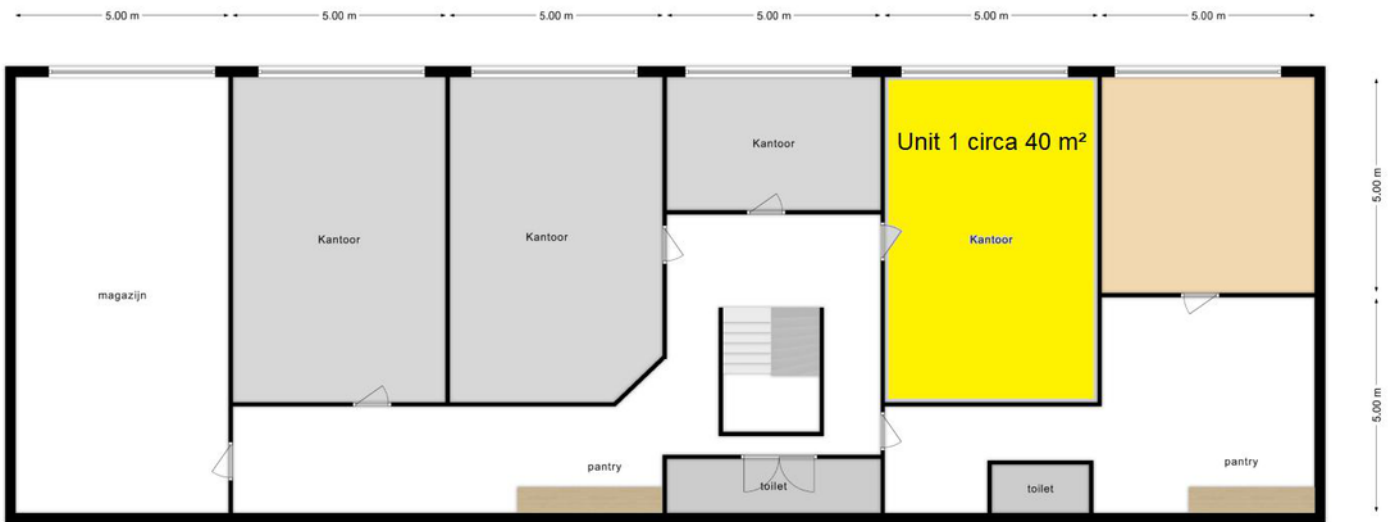 5.00 m 5.00 m 5.00 m 5.00 m 5.00 m 5.00 m
Unit 1 circa 40 m²
Kantoor
5.00 m
Kantoor
Kantoor
Kantoor
magazijn
5.00 m
pantry
pantry
toilet
toilet